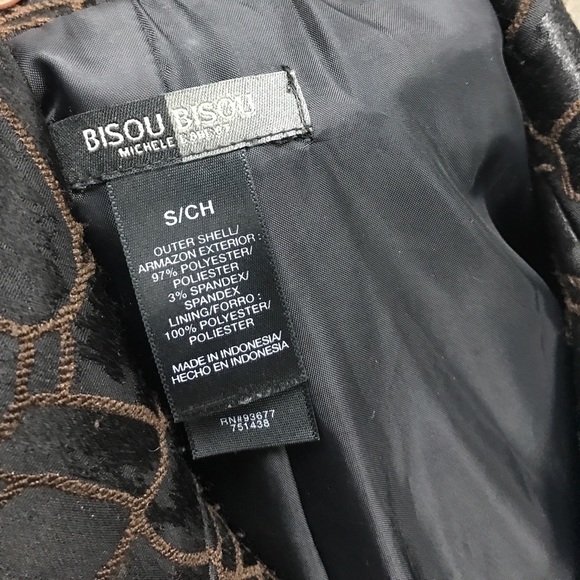 BISOU BISOU
MICHELE BOHBOT
S/CH
OUTER SHELL/
ARMAZON EXTERIOR :
97% POLYESTER/
POLIESTER
3% SPANDEX/
SPANDEX
LINING/FORRO :
100% POLYESTER/
POLIESTER
MADE IN INDONESIA/
HECHO EN INDONESIA
RN#93677
751438